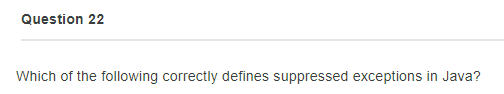 Question 22
Which of the following correctly defines suppressed exceptions in Java?